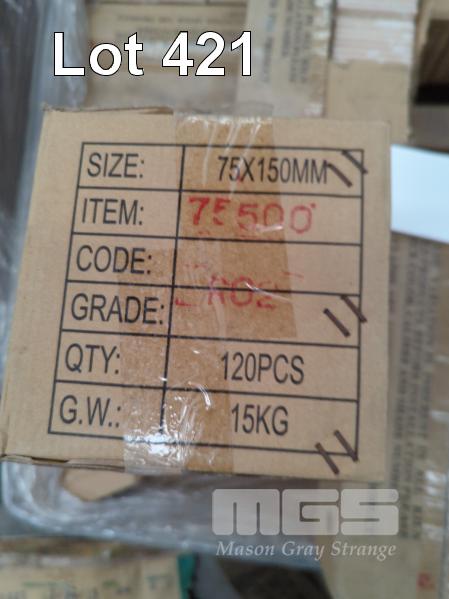 Lot 421
SIZE: 75X150MM
ITEM: 75500
CODE:
GRADE:
QTY: 120PCS
G.W.: 15KG
MGS
Mason Gray Strange